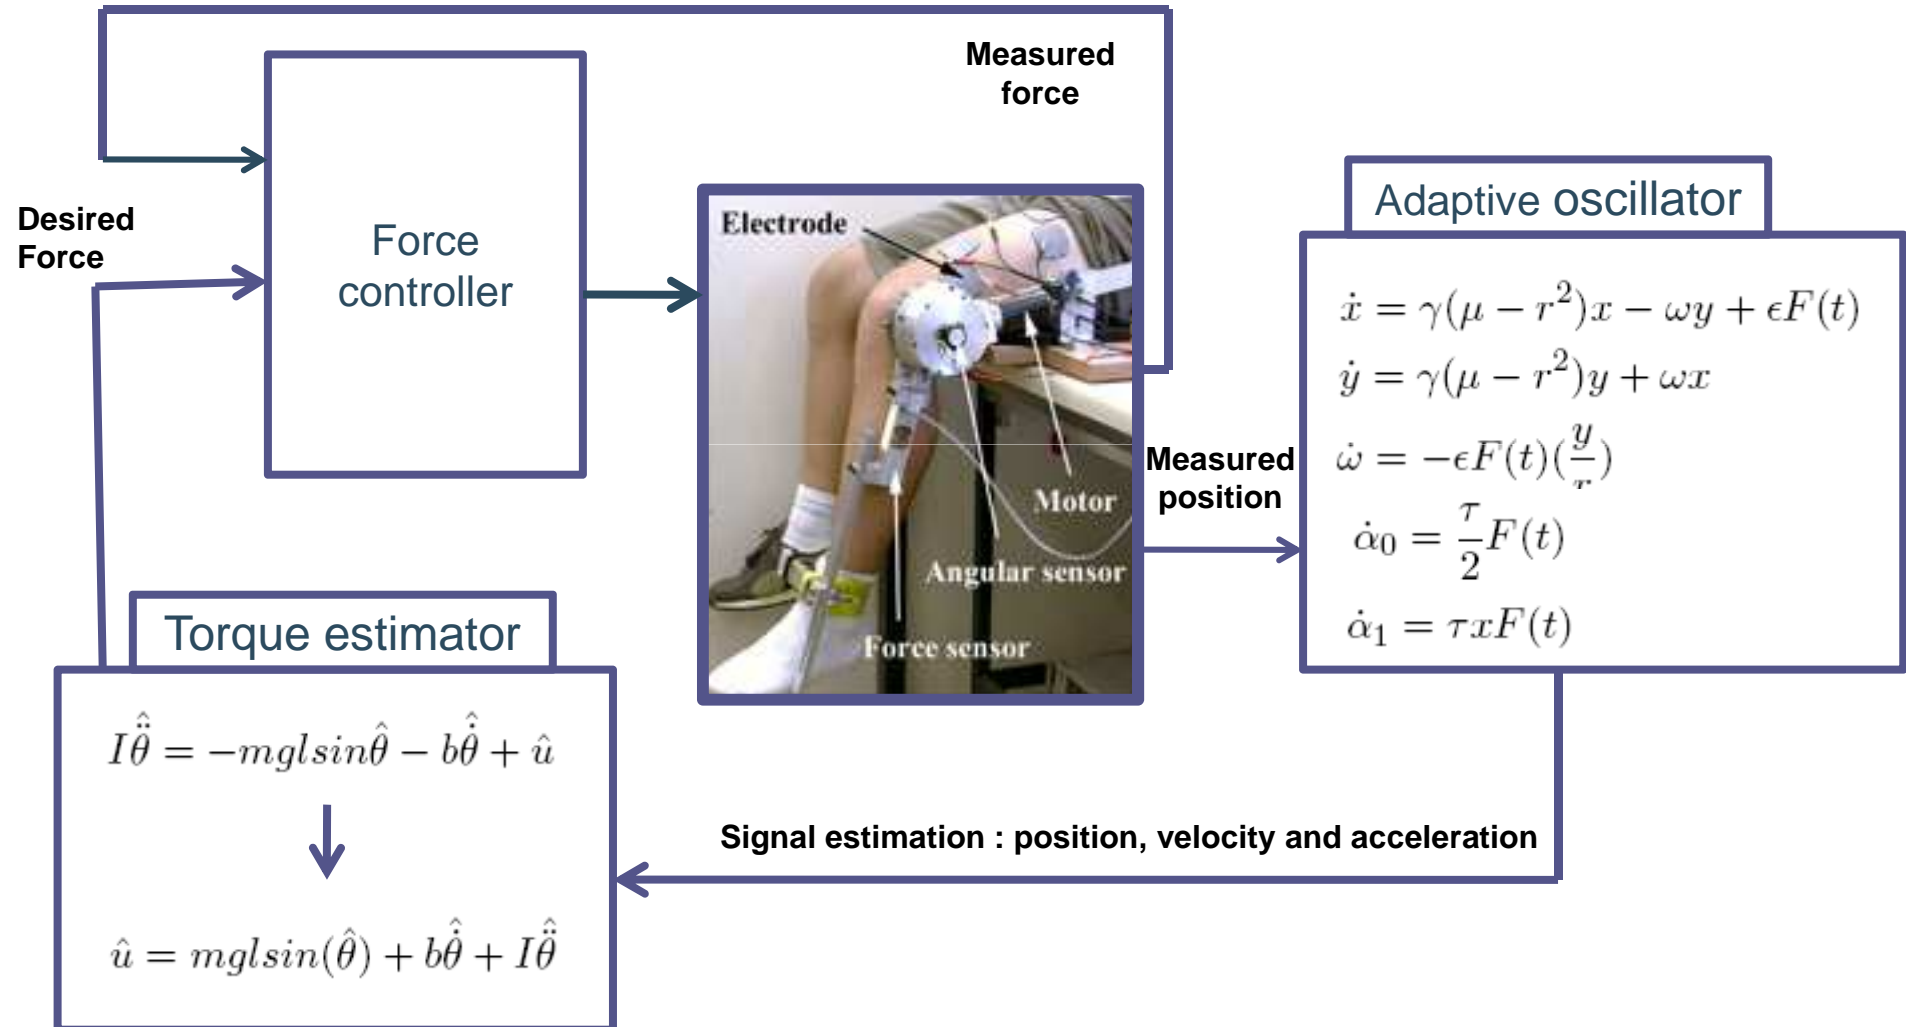 Measured
force
Desired
Force
Force
controller
Electrode
Motor
Angular sensor
Force sensor
Measured
position
Adaptive oscillator
ẋ = γ(μ − r²)x − ωy + ϵF(t)
ẏ = γ(μ − r²)y + ωx
ω̇ = −ϵF(t)(y/r)
α̇₀ = τ/2 F(t)
α̇₁ = τxF(t)
Torque estimator
Iθ̈̂ = −mglsinθ̂ − bθ̇̂ + û
û = mglsin(θ̂) + bθ̇̂ + Iθ̈̂
Signal estimation : position, velocity and acceleration